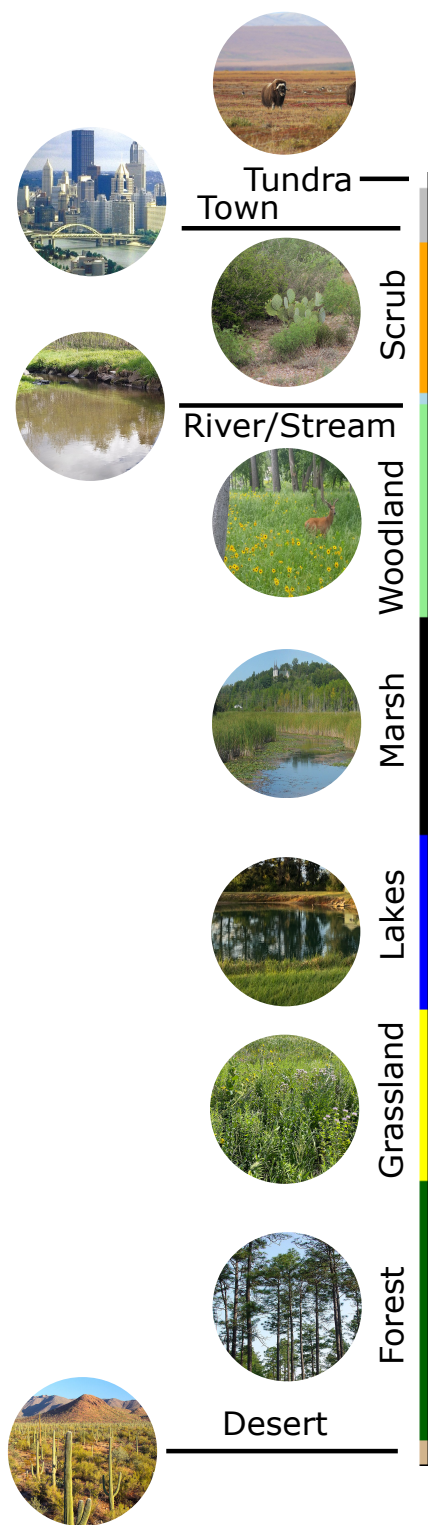 Tundra
Town
Scrub
River/Stream
Woodland
Marsh
Lakes
Grassland
Forest
Desert